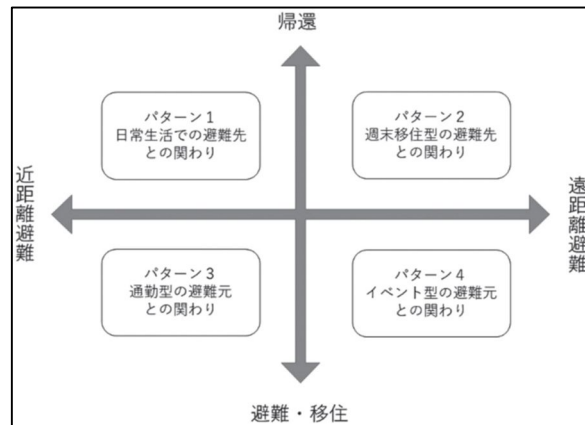 帰還
パターン1
日常生活での避難先
との関わり
パターン2
週末移住型の避難先
との関わり
近距離避難
遠距離避難
パターン3
通勤型の避難元
との関わり
パターン4
イベント型の避難元
との関わり
避難・移住